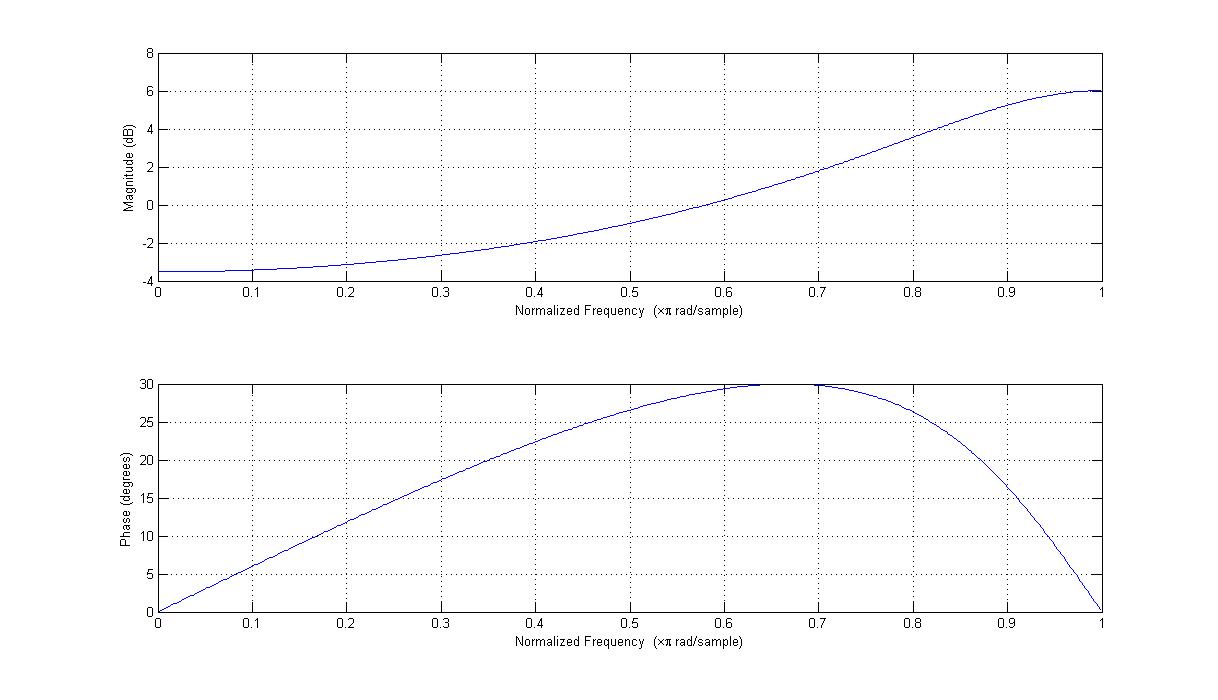 8
6
4
2
0
-2
-4
Magnitude (dB)
0 0.1 0.2 0.3 0.4 0.5 0.6 0.7 0.8 0.9 1
Normalized Frequency (×π rad/sample)
30
25
20
15
10
5
0
Phase (degrees)
0 0.1 0.2 0.3 0.4 0.5 0.6 0.7 0.8 0.9 1
Normalized Frequency (×π rad/sample)